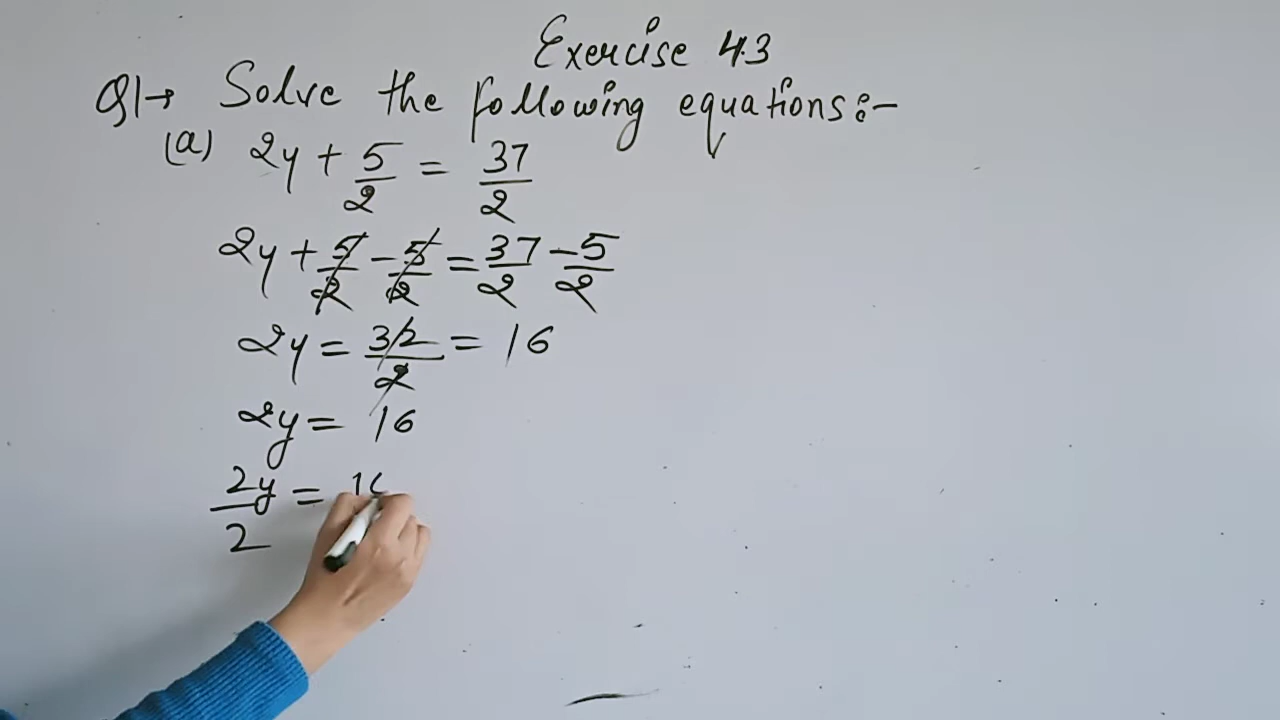 Exercise 4.3
Q1→ Solve the following equations:-
(a) 2y + 5/2 = 37/2
2y + 5/2 - 5/2 = 37/2 - 5/2
2y = 32/2 = 16
2y = 16
2y/2 = 16